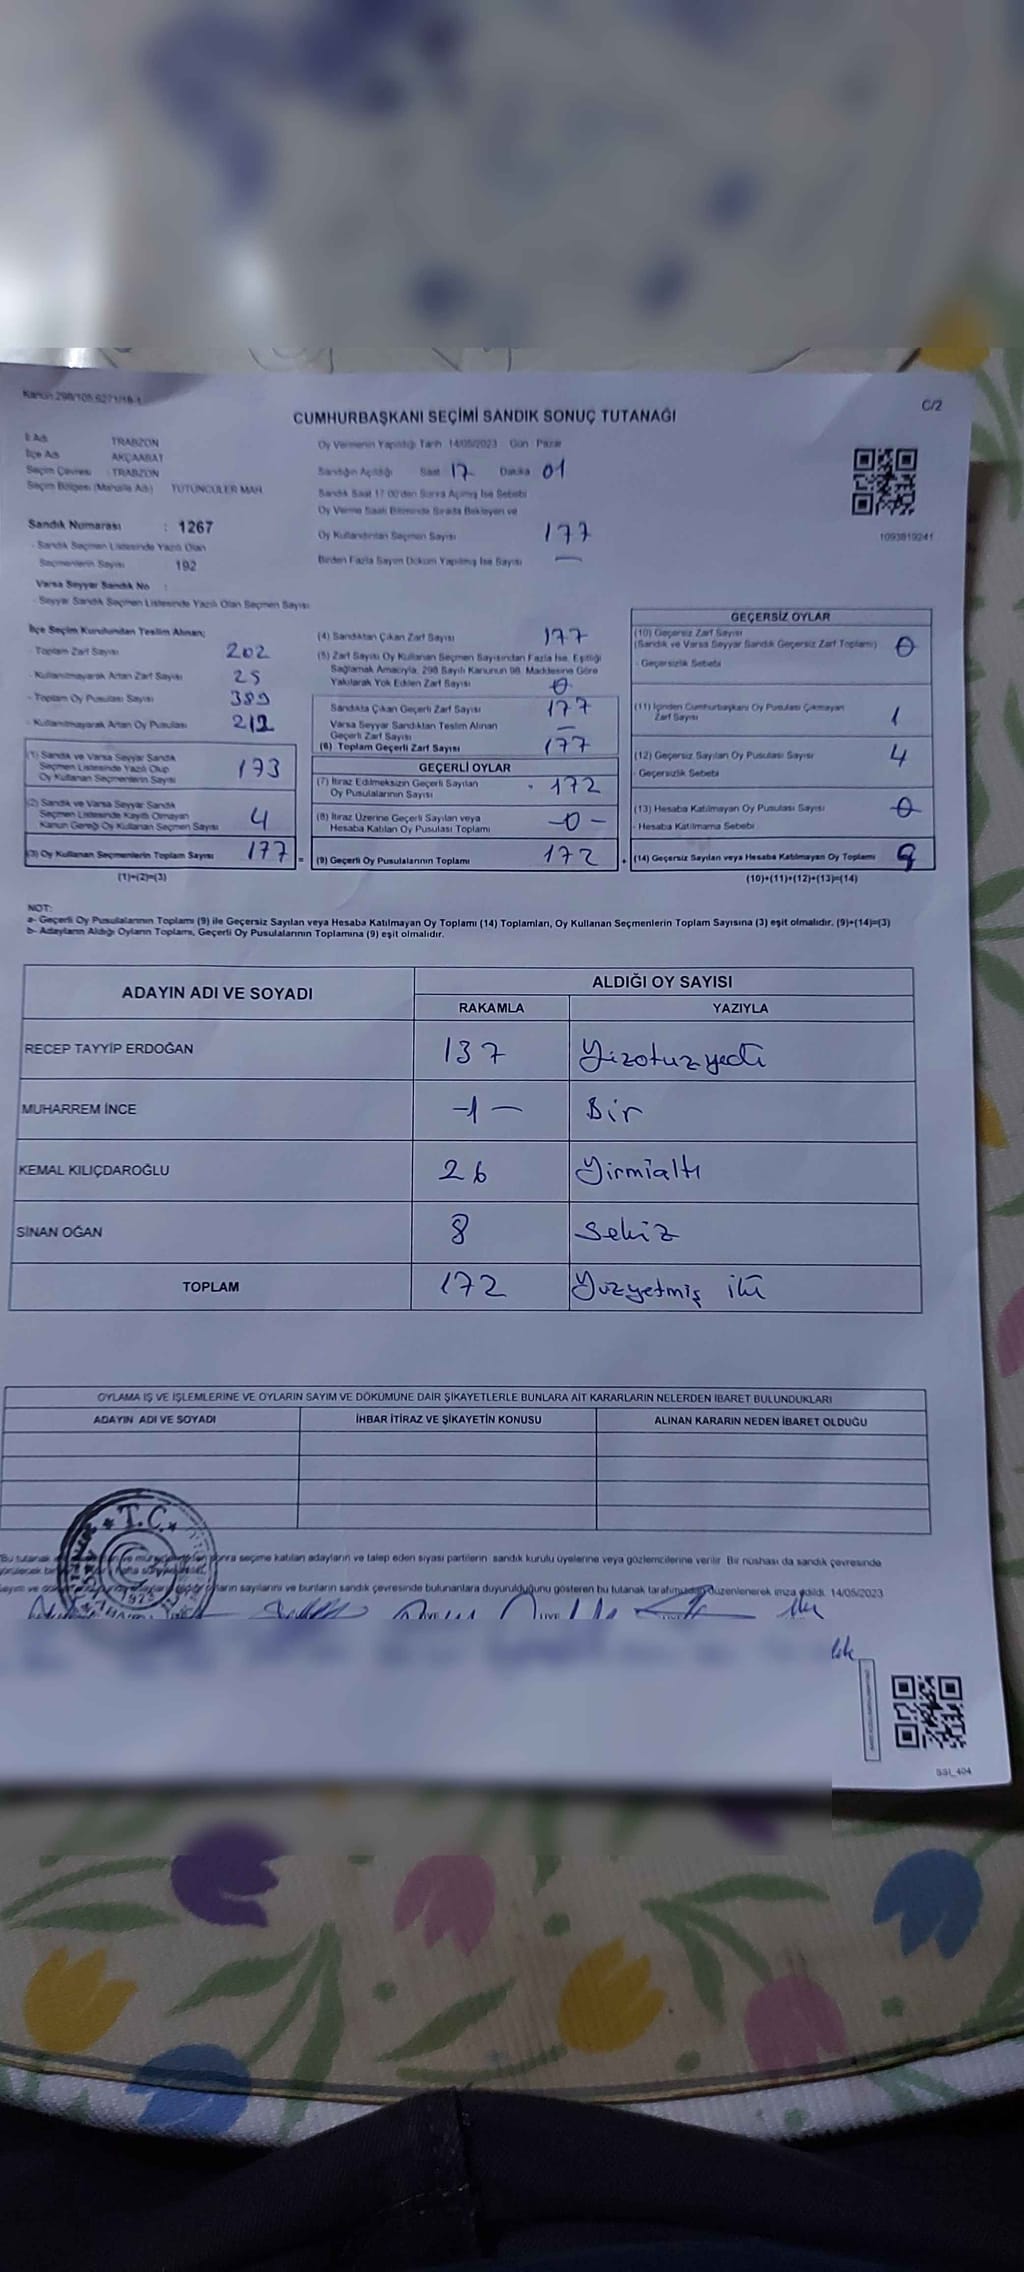 Kanun 298/105,6271/18-1
C/2
CUMHURBAŞKANI SEÇİMİ SANDIK SONUÇ TUTANAĞI
İl Adı TRABZON
İlçe Adı AKÇAABAT
Seçim Çevresi : TRABZON
Seçim Bölgesi (Mahalle Adı) TÜTÜNCÜLER MAH.
Sandık Numarası : 1267
- Sandık Seçmen Listesinde Yazılı Olan
Seçmenlerin Sayısı 192
Varsa Seyyar Sandık No :
- Seyyar Sandık Seçmen Listesinde Yazılı Olan Seçmen Sayısı:
Oy Vermenin Yapıldığı Tarih 14/05/2023 Gün : Pazar
Sandığın Açıldığı Saat 17 Dakika 01
Sandık Saat 17.00'den Sonra Açılmış İse Sebebi
Oy Verme Saati Bitiminde Sırada Bekleyen ve
Oy Kullandırılan Seçmen Sayısı 177
Birden Fazla Sayım Döküm Yapılmış İse Sayısı —
1093819241
İlçe Seçim Kurulundan Teslim Alınan;
- Toplam Zarf Sayısı 202
- Kullanılmayarak Artan Zarf Sayısı 25
- Toplam Oy Pusulası Sayısı 389
- Kullanılmayarak Artan Oy Pusulası 212
(1) Sandık ve Varsa Seyyar Sandık
Seçmen Listesinde Yazılı Olup
Oy Kullanan Seçmenlerin Sayısı 173
(2) Sandık ve Varsa Seyyar Sandık
Seçmen Listesinde Kayıtlı Olmayan
Kanun Gereği Oy Kullanan Seçmen Sayısı 4
(3) Oy Kullanan Seçmenlerin Toplam Sayısı 177 =
(1)+(2)=(3)
(4) Sandıktan Çıkan Zarf Sayısı 177
(5) Zarf Sayısı Oy Kullanan Seçmen Sayısından Fazla İse, Eşitliği
Sağlamak Amacıyla, 298 Sayılı Kanunun 98. Maddesine Göre
Yakılarak Yok Edilen Zarf Sayısı 0
Sandıkta Çıkan Geçerli Zarf Sayısı 177
Varsa Seyyar Sandıktan Teslim Alınan
Geçerli Zarf Sayısı —
(6) Toplam Geçerli Zarf Sayısı 177
GEÇERLİ OYLAR
(7) İtiraz Edilmeksizin Geçerli Sayılan
Oy Pusulalarının Sayısı 172
(8) İtiraz Üzerine Geçerli Sayılan veya
Hesaba Katılan Oy Pusulası Toplamı -0-
(9) Geçerli Oy Pusulalarının Toplamı 172 +
GEÇERSİZ OYLAR
(10) Geçersiz Zarf Sayısı
(Sandık ve Varsa Seyyar Sandık Geçersiz Zarf Toplamı) 0
- Geçersizlik Sebebi
(11) İçinden Cumhurbaşkanı Oy Pusulası Çıkmayan
Zarf Sayısı 1
(12) Geçersiz Sayılan Oy Pusulası Sayısı 4
- Geçersizlik Sebebi
(13) Hesaba Katılmayan Oy Pusulası Sayısı 0
- Hesaba Katılmama Sebebi
(14) Geçersiz Sayılan veya Hesaba Katılmayan Oy Toplamı
(10)+(11)+(12)+(13)=(14)
NOT:
a- Geçerli Oy Pusulalarının Toplamı (9) ile Geçersiz Sayılan veya Hesaba Katılmayan Oy Toplamı (14) Toplamları, Oy Kullanan Seçmenlerin Toplam Sayısına (3) eşit olmalıdır. (9)+(14)=(3)
b- Adayların Aldığı Oyların Toplamı, Geçerli Oy Pusulalarının Toplamına (9) eşit olmalıdır.
ADAYIN ADI VE SOYADI ALDIĞI OY SAYISI
RAKAMLA YAZIYLA
RECEP TAYYİP ERDOĞAN 137 Yüzotuzyedi
MUHARREM İNCE -1- Bir
KEMAL KILIÇDAROĞLU 26 Yirmialtı
SİNAN OĞAN 8 Sekiz
TOPLAM 172 Yüzyetmiş iki
OYLAMA İŞ VE İŞLEMLERİNE VE OYLARIN SAYIM VE DÖKÜMÜNE DAİR ŞİKAYETLERLE BUNLARA AİT KARARLARIN NELERDEN İBARET BULUNDUKLARI
ADAYIN ADI VE SOYADI İHBAR İTİRAZ VE ŞİKAYETİN KONUSU ALINAN KARARIN NEDEN İBARET OLDUĞU
T.C.
1923
Bu tutanak sonra seçime katılan adayların ve talep eden siyasi partilerin sandık kurulu üyelerine veya gözlemcilerine verilir. Bir nüshası da sandık çevresinde
sayılarını ve bunların sandık çevresinde bulunanlara duyurulduğunu gösteren bu tutanak tarafımızdan düzenlenerek imza edildi. 14/05/2023
SSI_404